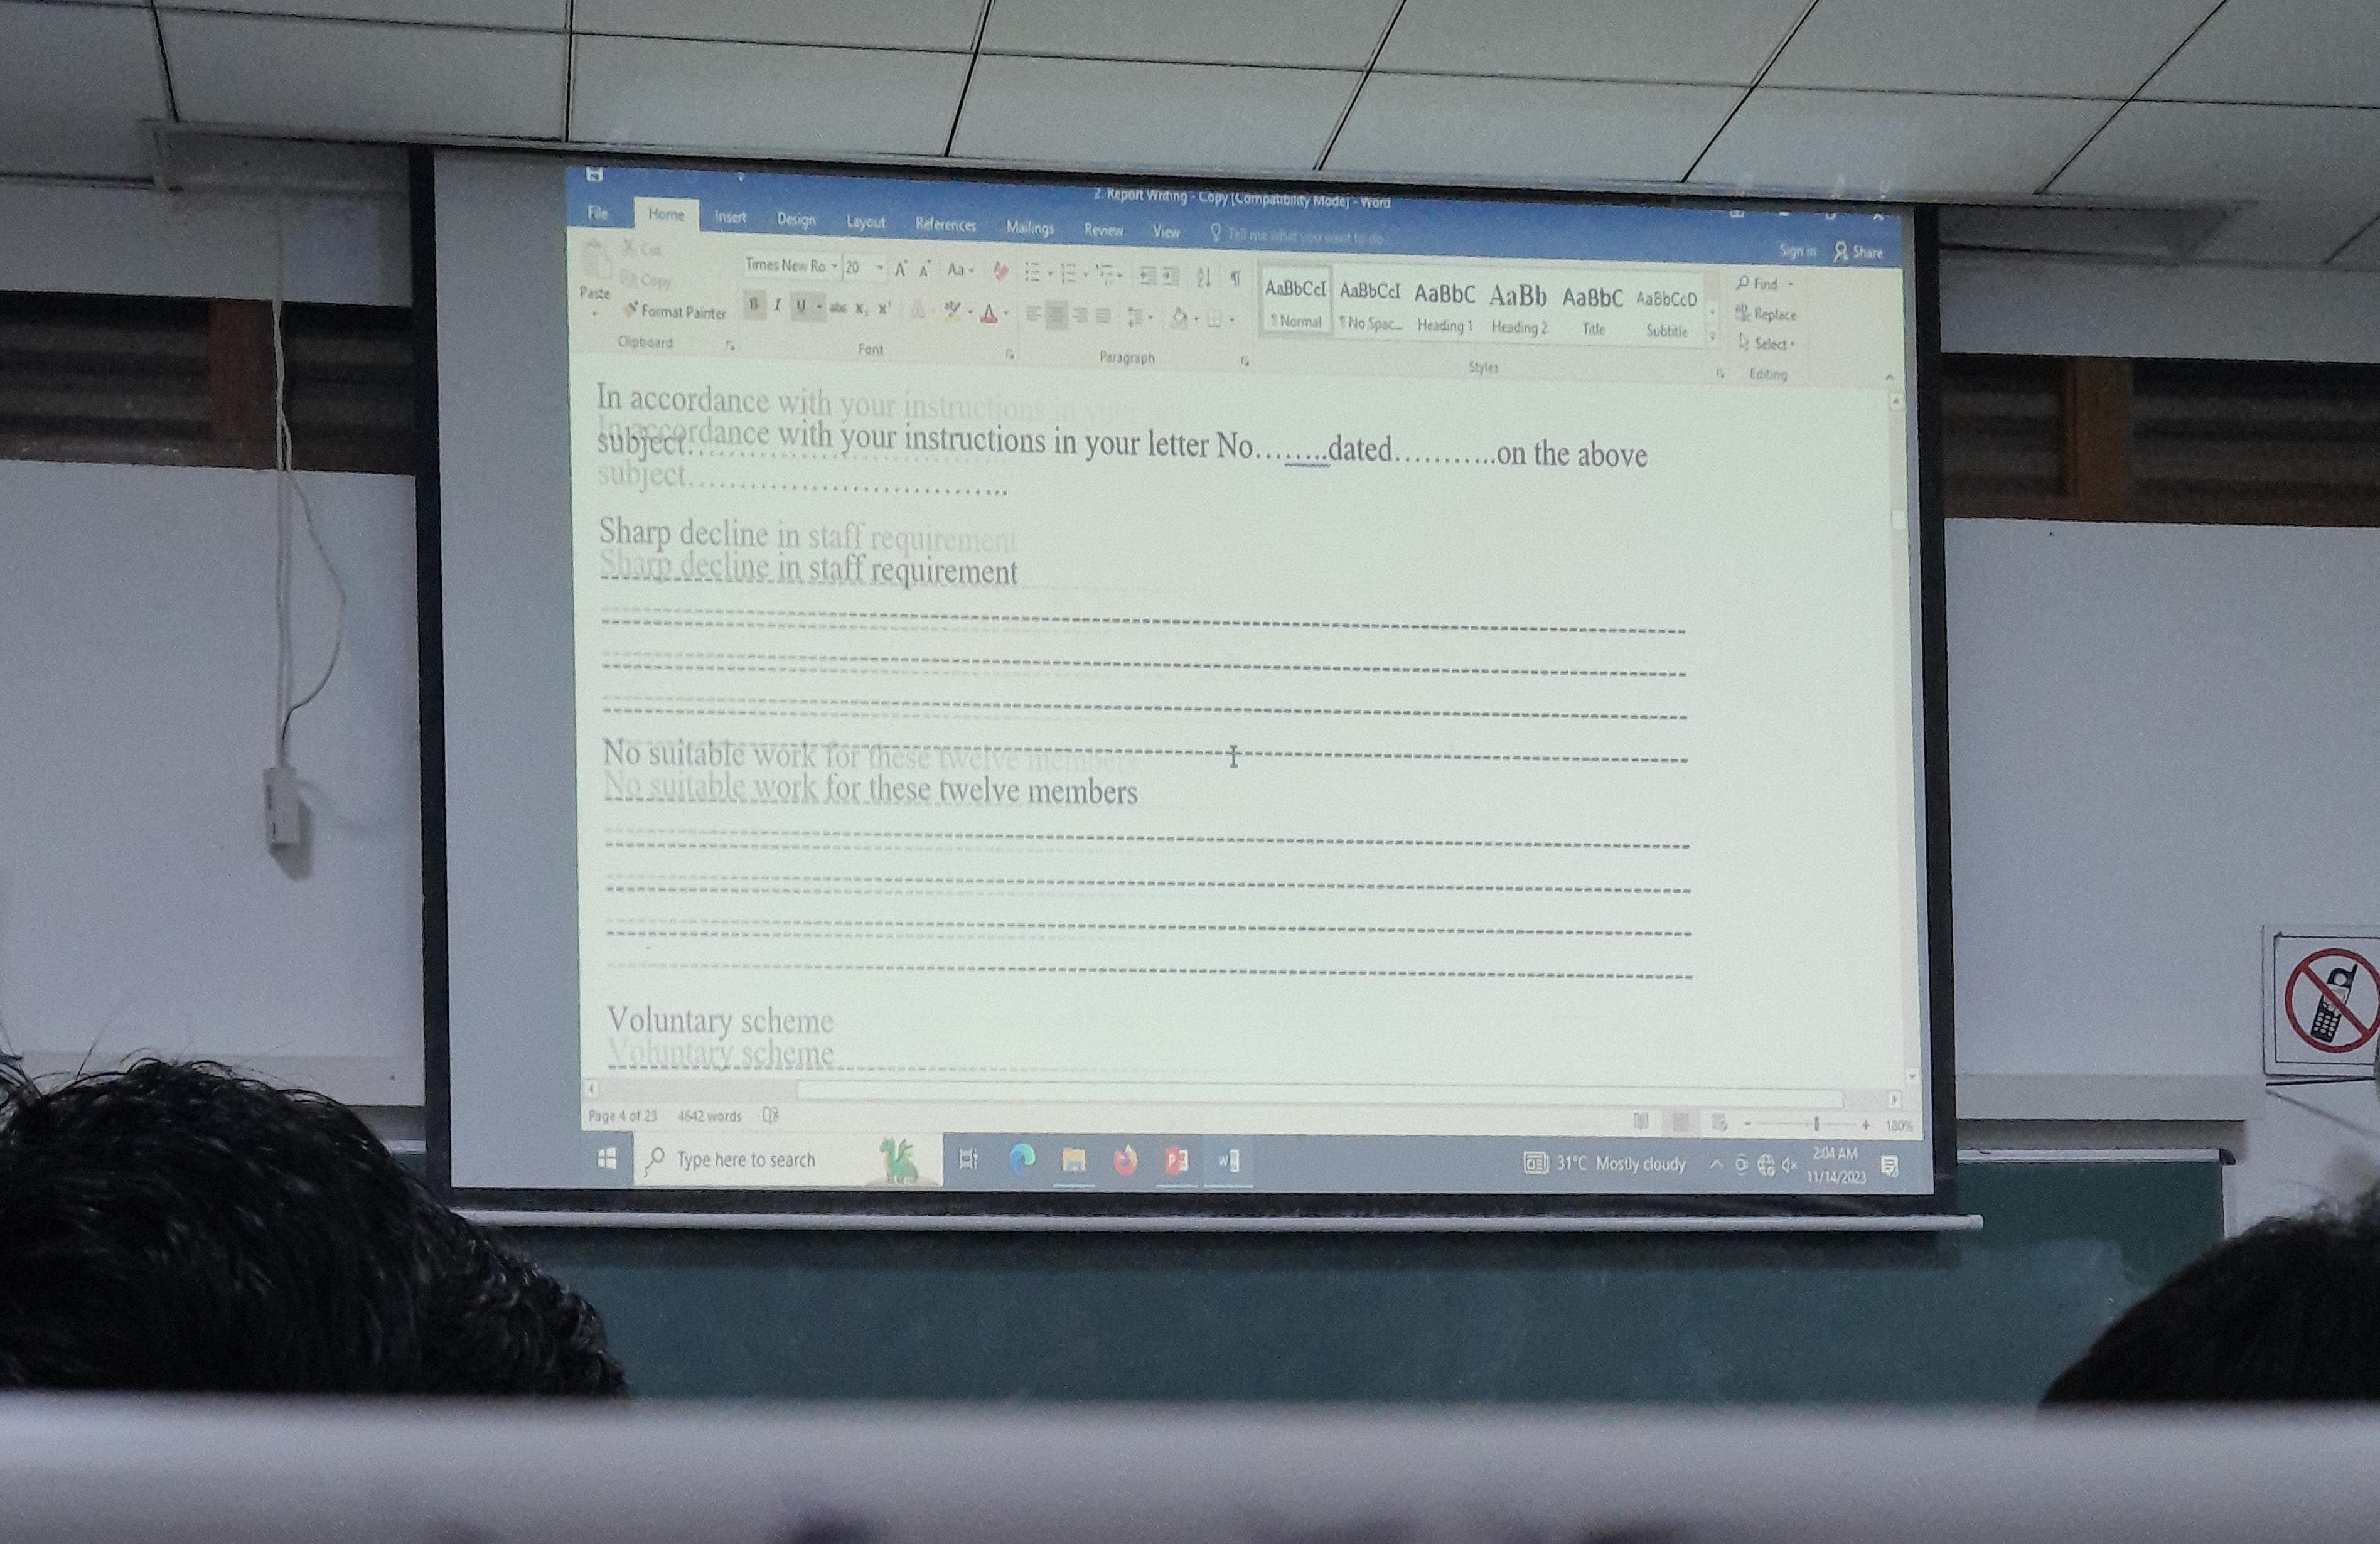 2. Report Writing - Copy [Compatibility Mode] - Word
File Home Insert Design Layout References Mailings Review View Tell me what you want to do...
Sign in Share
Cut
Copy
Paste
Format Painter
Clipboard
Times New Ro 20
Font
Paragraph
AaBbCcI AaBbCcI AaBbC AaBb AaBbC AaBbCcD
¶ Normal ¶ No Spac... Heading 1 Heading 2 Title Subtitle
Styles
Find
Replace
Select
Editing
In accordance with your instructions in your letter No........dated...........on the above
subject...................................
Sharp decline in staff requirement
No suitable work for these twelve members
Voluntary scheme
Page 4 of 23 4642 words
180%
Type here to search
31°C Mostly cloudy
2:04 AM
11/14/2023